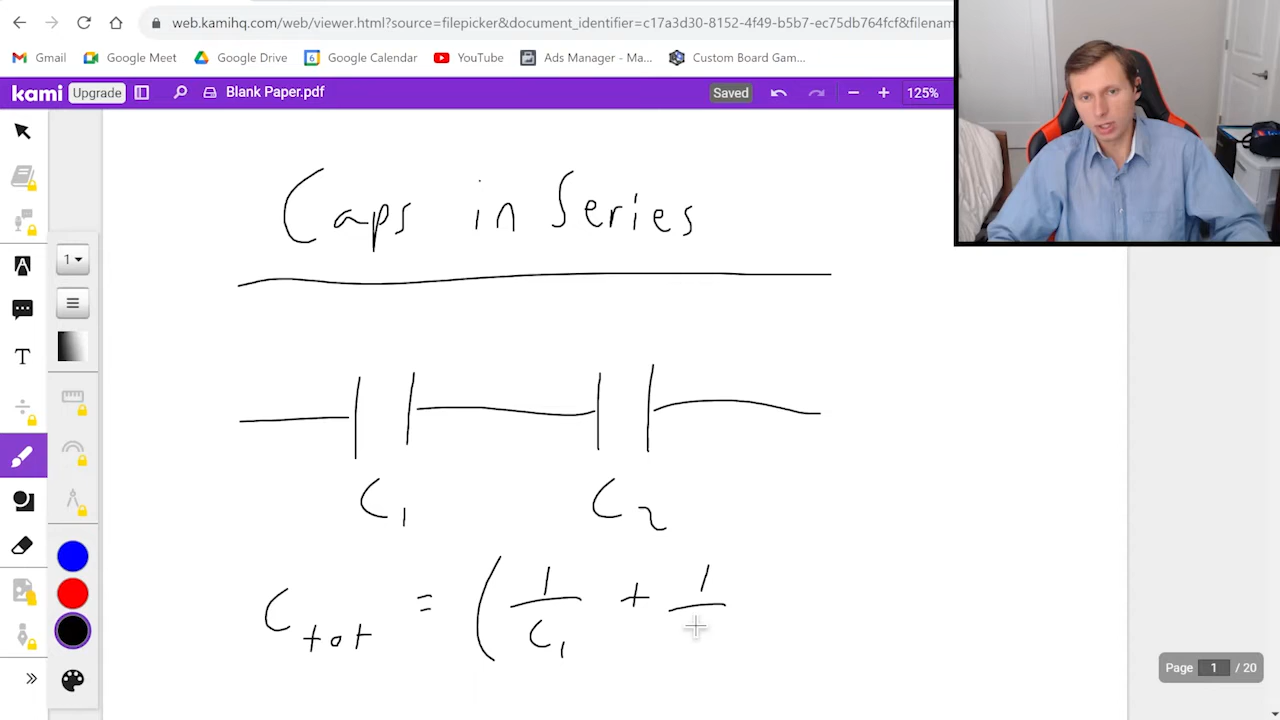 web.kamihq.com/web/viewer.html?source=filepicker&document_identifier=c17a3d30-8152-4f49-b5b7-ec75db764fcf&filenam
Gmail Google Meet Google Drive 6 Google Calendar YouTube Ads Manager - Ma... Custom Board Gam...
kami Upgrade Blank Paper.pdf Saved 125%
Caps in Series
1
A
T
C1 C2
Ctot = ( 1/C1 + 1/
Page 1 / 20